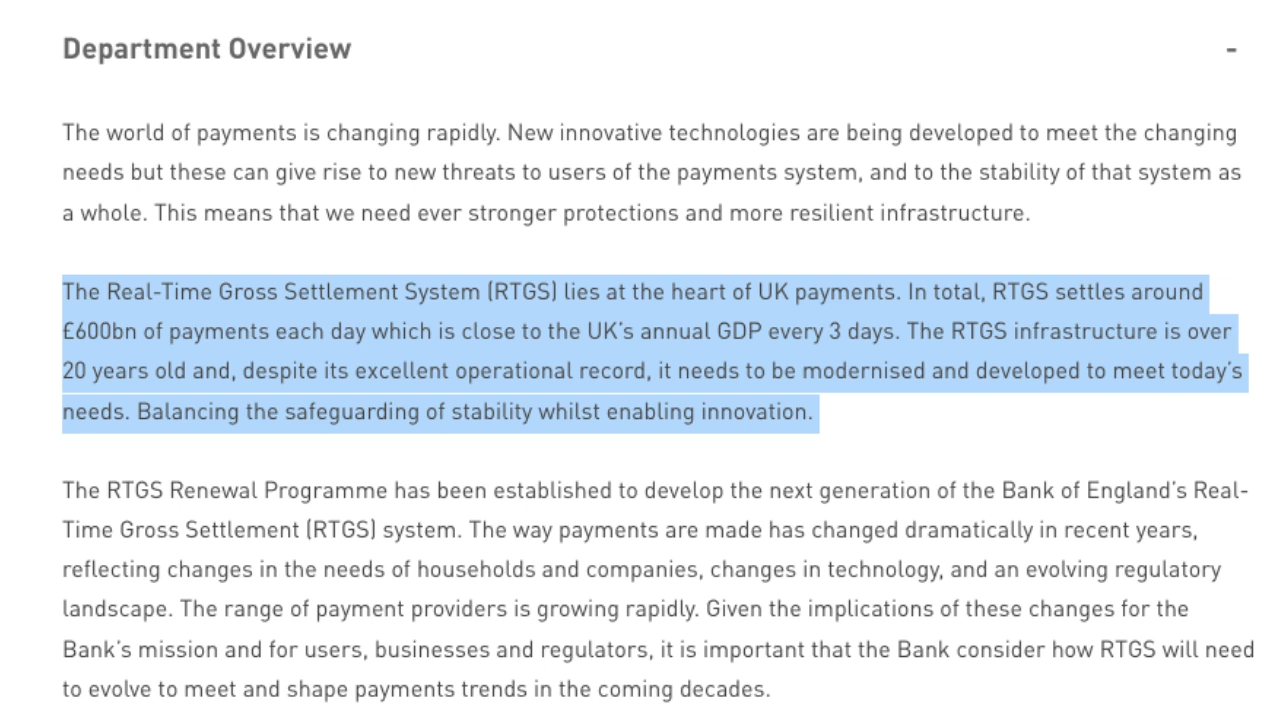 Department Overview
-
The world of payments is changing rapidly. New innovative technologies are being developed to meet the changing
needs but these can give rise to new threats to users of the payments system, and to the stability of that system as
a whole. This means that we need ever stronger protections and more resilient infrastructure.
The Real-Time Gross Settlement System (RTGS) lies at the heart of UK payments. In total, RTGS settles around
£600bn of payments each day which is close to the UK’s annual GDP every 3 days. The RTGS infrastructure is over
20 years old and, despite its excellent operational record, it needs to be modernised and developed to meet today’s
needs. Balancing the safeguarding of stability whilst enabling innovation.
The RTGS Renewal Programme has been established to develop the next generation of the Bank of England’s Real-
Time Gross Settlement (RTGS) system. The way payments are made has changed dramatically in recent years,
reflecting changes in the needs of households and companies, changes in technology, and an evolving regulatory
landscape. The range of payment providers is growing rapidly. Given the implications of these changes for the
Bank’s mission and for users, businesses and regulators, it is important that the Bank consider how RTGS will need
to evolve to meet and shape payments trends in the coming decades.